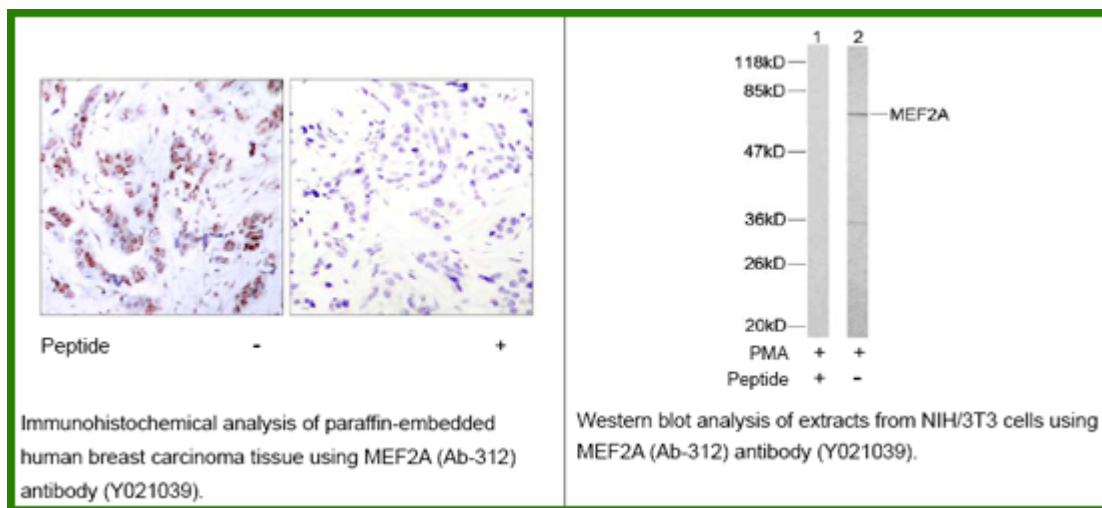 Peptide - +
Immunohistochemical analysis of paraffin-embedded
human breast carcinoma tissue using MEF2A (Ab-312)
antibody (Y021039).
1 2
118kD
85kD
MEF2A
47kD
36kD
26kD
20kD
PMA + +
Peptide + -
Western blot analysis of extracts from NIH/3T3 cells using
MEF2A (Ab-312) antibody (Y021039).